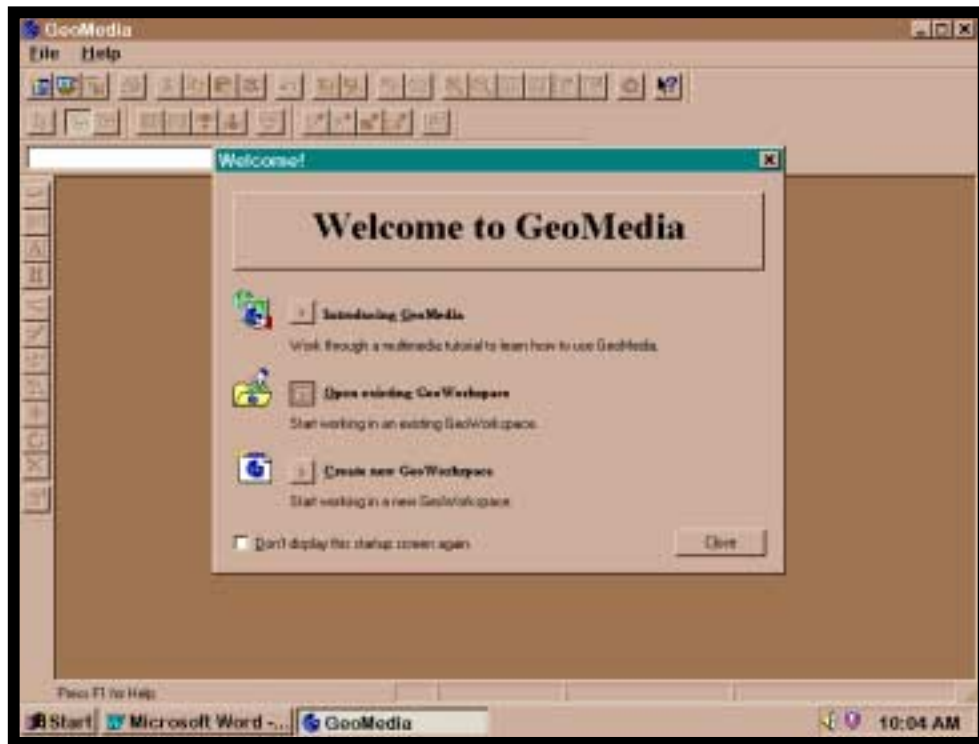 GeoMedia
File Help
Welcome!
Welcome to GeoMedia
Introducing GeoMedia
Work through a multimedia tutorial to learn how to use GeoMedia.
Open existing GeoWorkspace
Start working in an existing GeoWorkspace.
Create new GeoWorkspace
Start working in a new GeoWorkspace.
Don't display this startup screen again
Close
Press F1 for Help.
Start Microsoft Word -... GeoMedia 10:04 AM